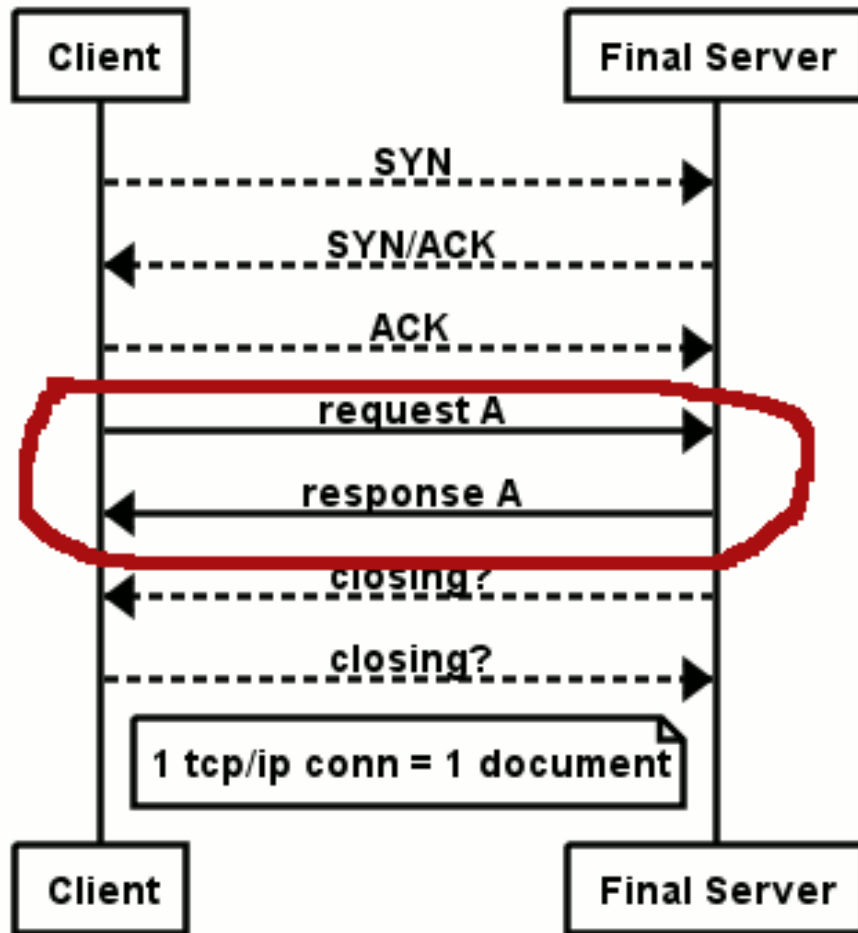 Client
Final Server
SYN
SYN/ACK
ACK
request A
response A
closing?
closing?
1 tcp/ip conn = 1 document
Client
Final Server